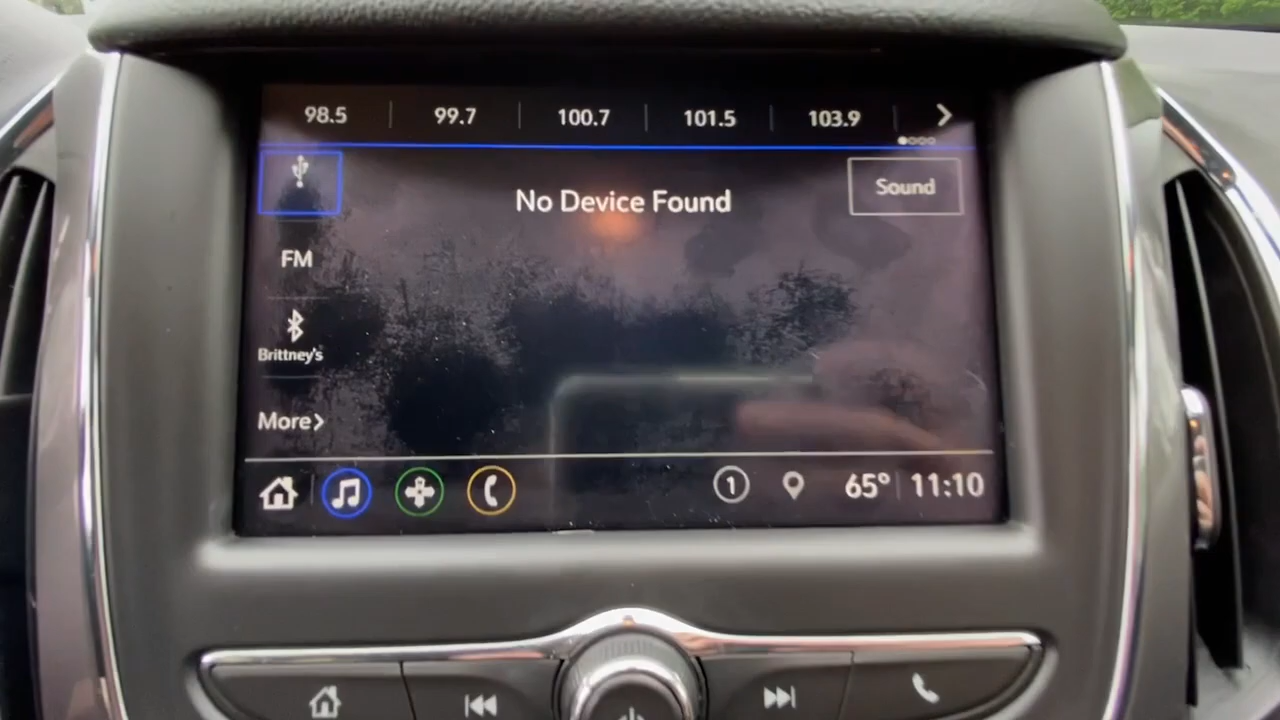 98.5 99.7 100.7 101.5 103.9
No Device Found
Sound
FM
Brittney's
More>
1 65° 11:10